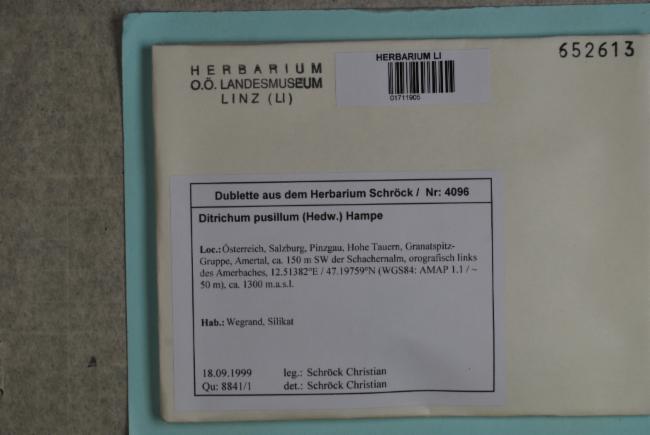 HERBARIUM
O.Ö. LANDESMUSEUM
LINZ (LI)
HERBARIUM LI
01711905
652613
Dublette aus dem Herbarium Schröck / Nr: 4096
Ditrichum pusillum (Hedw.) Hampe
Loc.: Österreich, Salzburg, Pinzgau, Hohe Tauern, Granatspitz-
Gruppe, Amertal, ca. 150 m SW der Schachernalm, orografisch links
des Amerbaches, 12.51382°E / 47.19759°N (WGS84: AMAP 1.1 / ~
50 m), ca. 1300 m.a.s.l.
Hab.: Wegrand, Silikat
18.09.1999 leg.: Schröck Christian
Qu: 8841/1 det.: Schröck Christian